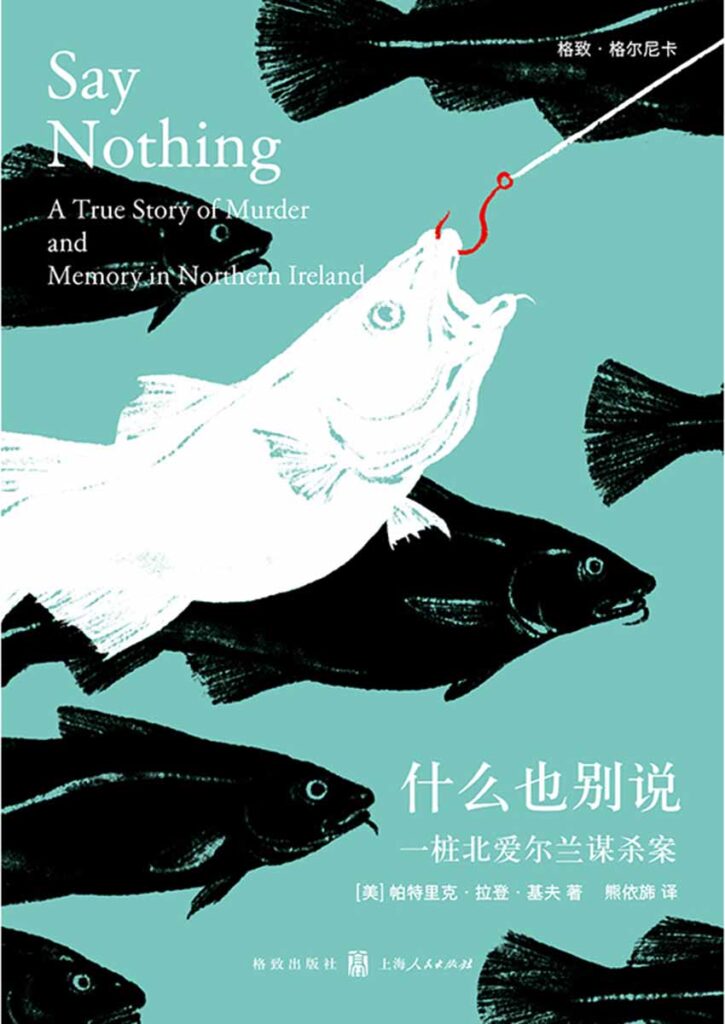 格致·格尔尼卡
Say
Nothing
A True Story of Murder
and
Memory in Northern Ireland
什么也别说
一桩北爱尔兰谋杀案
[美] 帕特里克·拉登·基夫 著 熊依旆 译
格致出版社 上海人民出版社